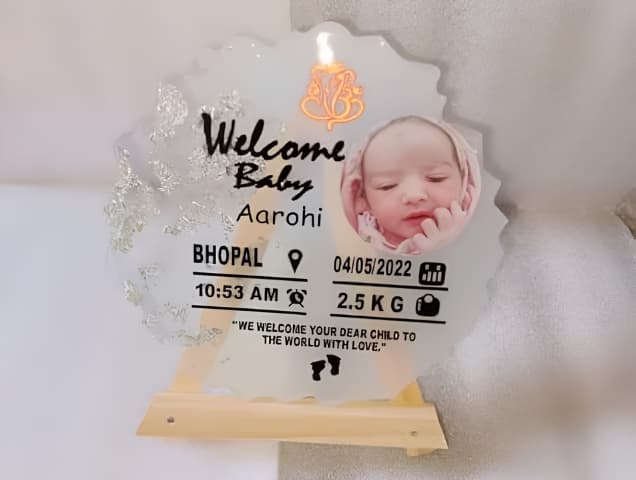 Welcome
Baby
Aarohi
BHOPAL
04/05/2022
10:53 AM
2.5 KG
"WE WELCOME YOUR DEAR CHILD TO
THE WORLD WITH LOVE."